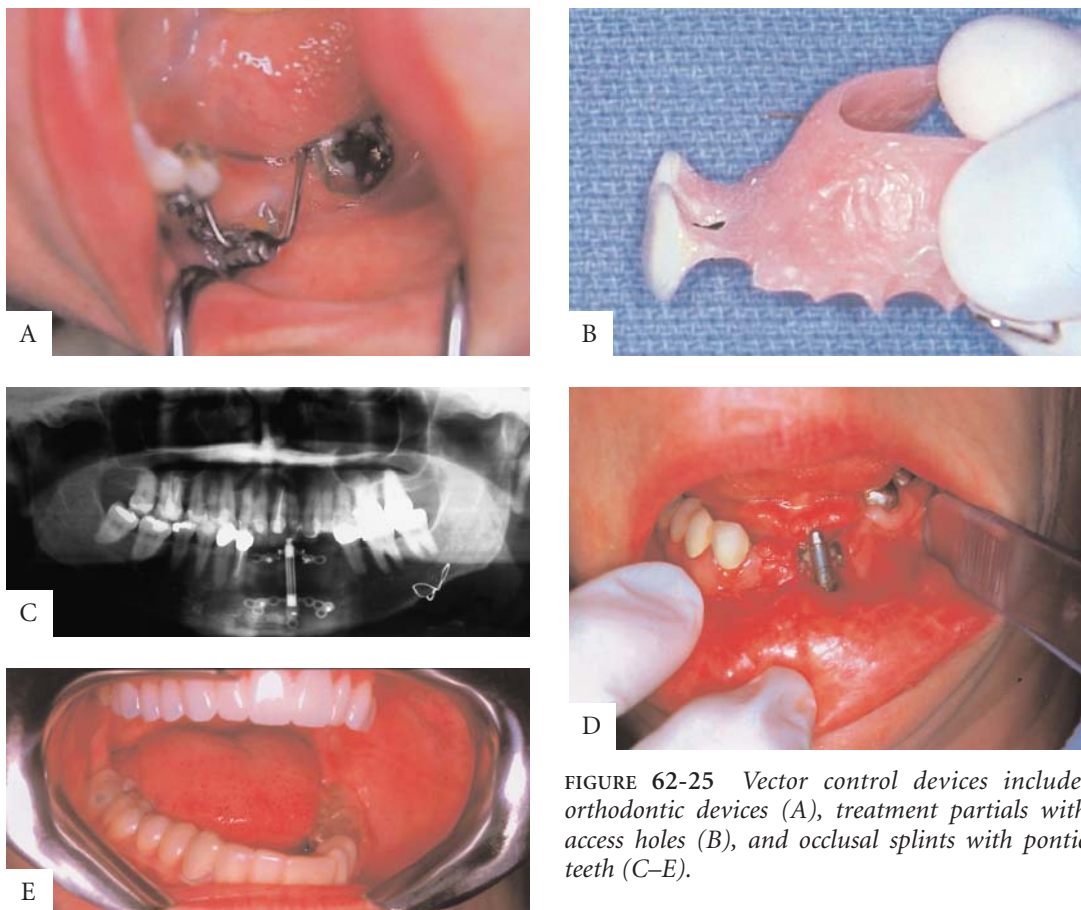 A
B
C
D
E
FIGURE 62-25 Vector control devices include
orthodontic devices (A), treatment partials with
access holes (B), and occlusal splints with pontic
teeth (C–E).